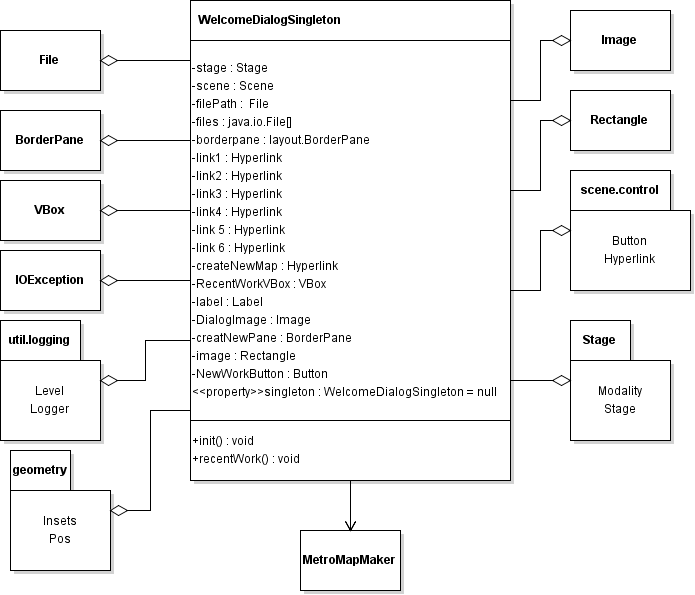 WelcomeDialogSingleton
-stage : Stage
-scene : Scene
-filePath :  File
-files : java.io.File[]
-borderpane : layout.BorderPane
-link1 : Hyperlink
-link2 : Hyperlink
-link3 : Hyperlink
-link4 : Hyperlink
-link 5 : Hyperlink
-link 6 : Hyperlink
-createNewMap : Hyperlink
-RecentWorkVBox : VBox
-label : Label
-DialogImage : Image
-creatNewPane : BorderPane
-image : Rectangle
-NewWorkButton : Button
<<property>>singleton : WelcomeDialogSingleton = null
+init() : void
+recentWork() : void
File
BorderPane
VBox
IOException
util.logging
Level
Logger
geometry
Insets
Pos
Image
Rectangle
scene.control
Button
Hyperlink
Stage
Modality
Stage
MetroMapMaker